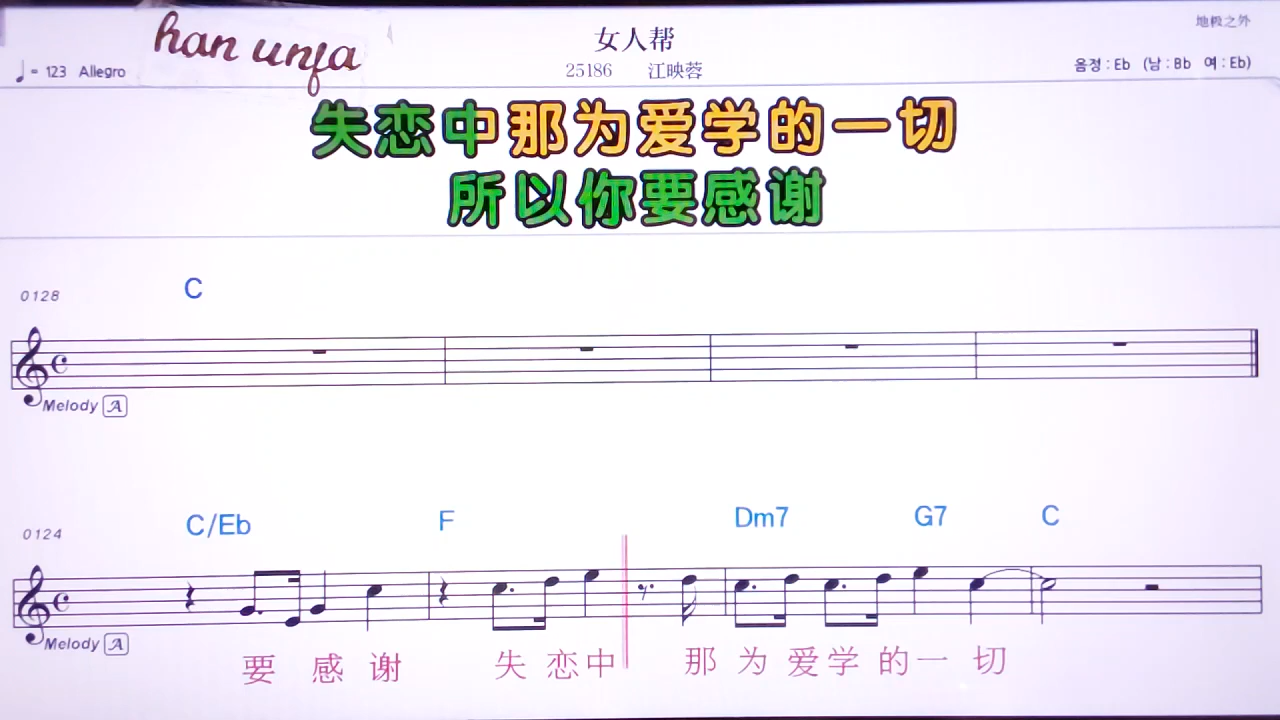 han unja
女人帮
地极之外
♩= 123 Allegro
25186 江映蓉
음정 : Eb (남 : Bb 여 : Eb)
失恋中那为爱学的一切
所以你要感谢
0128
C
Melody A
0124
C/Eb F Dm7 G7 C
Melody A
要 感 谢 失 恋 中 那 为 爱 学 的 一 切